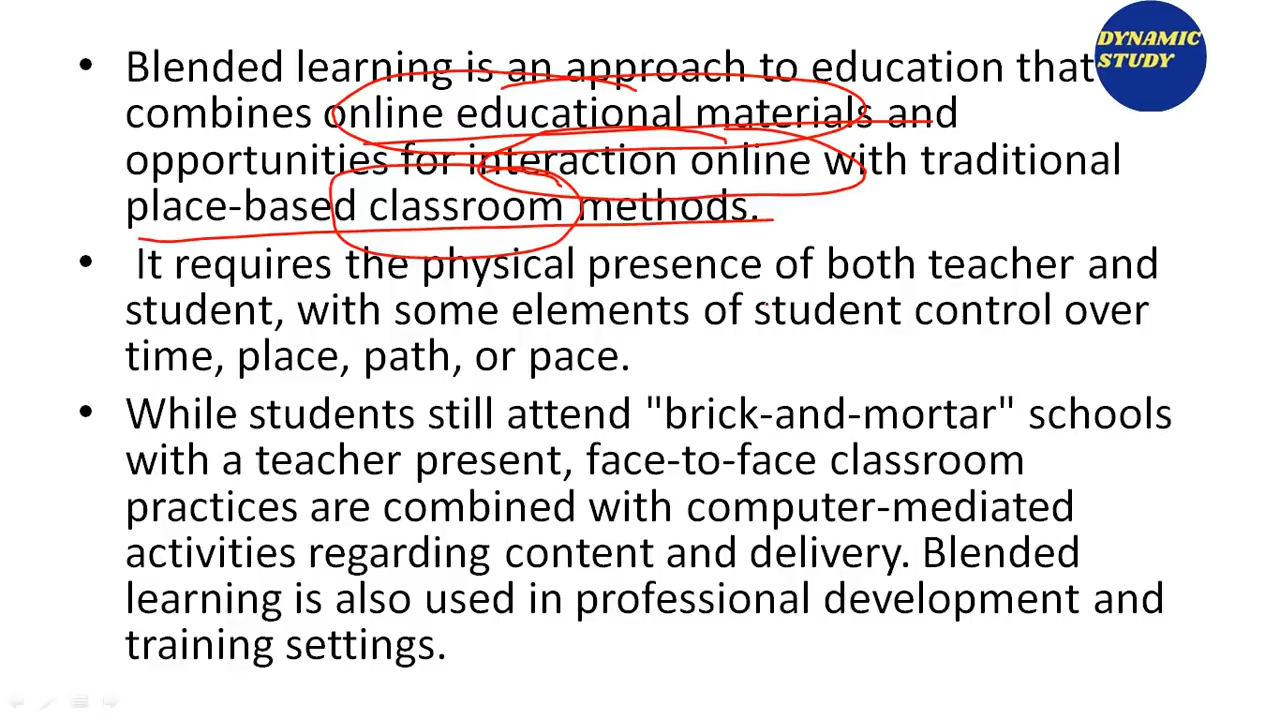 DYNAMIC
STUDY
• Blended learning is an approach to education that
combines online educational materials and
opportunities for interaction online with traditional
place-based classroom methods.
• It requires the physical presence of both teacher and
student, with some elements of student control over
time, place, path, or pace.
• While students still attend "brick-and-mortar" schools
with a teacher present, face-to-face classroom
practices are combined with computer-mediated
activities regarding content and delivery. Blended
learning is also used in professional development and
training settings.